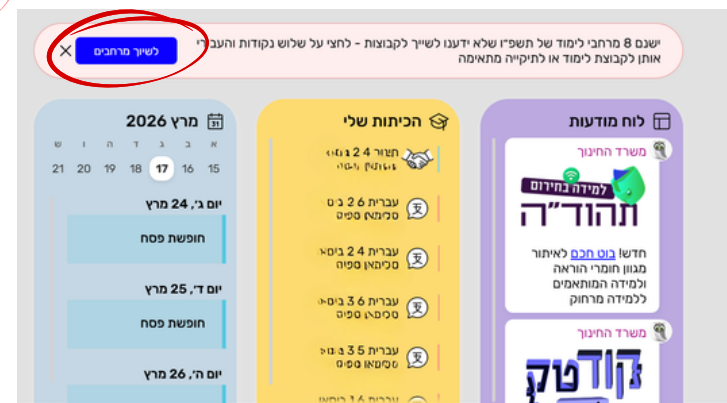 ישנם 8 מרחבי לימוד של תשפ״ו שלא ידענו לשייך לקבוצות - לחצי על שלוש נקודות והעבירי
אותן לקבוצת לימוד או לתיקייה מתאימה
לשיוך מרחבים
לוח מודעות
משרד החינוך
למידה בחירום
תהוד״ה
חדש! בוט חכם לאיתור
מגוון חומרי הוראה
ולמידה המותאמים
ללמידה מרחוק
משרד החינוך
קודטק
הכיתות שלי
2 4
עברית 2 6
עברית 2 4
עברית 3 6
עברית 3 5
מרץ 2026
א ב ג ד ה ו ש
15 16 17 18 19 20 21
יום ג׳, 24 מרץ
חופשת פסח
יום ד׳, 25 מרץ
חופשת פסח
יום ה׳, 26 מרץ